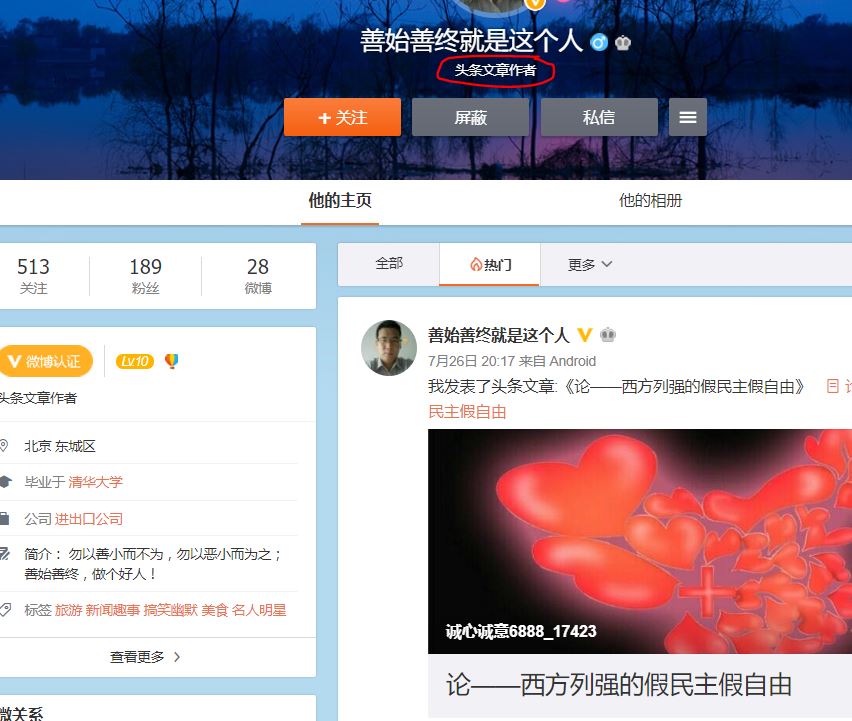 善始善终就是这个人
头条文章作者
+ 关注
屏蔽
私信
他的主页
他的相册
513
关注
189
粉丝
28
微博
全部
热门
更多
V 微博认证
Lv.10
头条文章作者
北京 东城区
毕业于 清华大学
公司 进出口公司
简介： 勿以善小而不为，勿以恶小而为之；
善始善终，做个好人！
标签 旅游 新闻趣事 搞笑幽默 美食 名人明星
查看更多
微关系
善始善终就是这个人
7月26日 20:17 来自 Android
我发表了头条文章:《论——西方列强的假民主假自由》
民主假自由
诚心诚意6888_17423
论——西方列强的假民主假自由